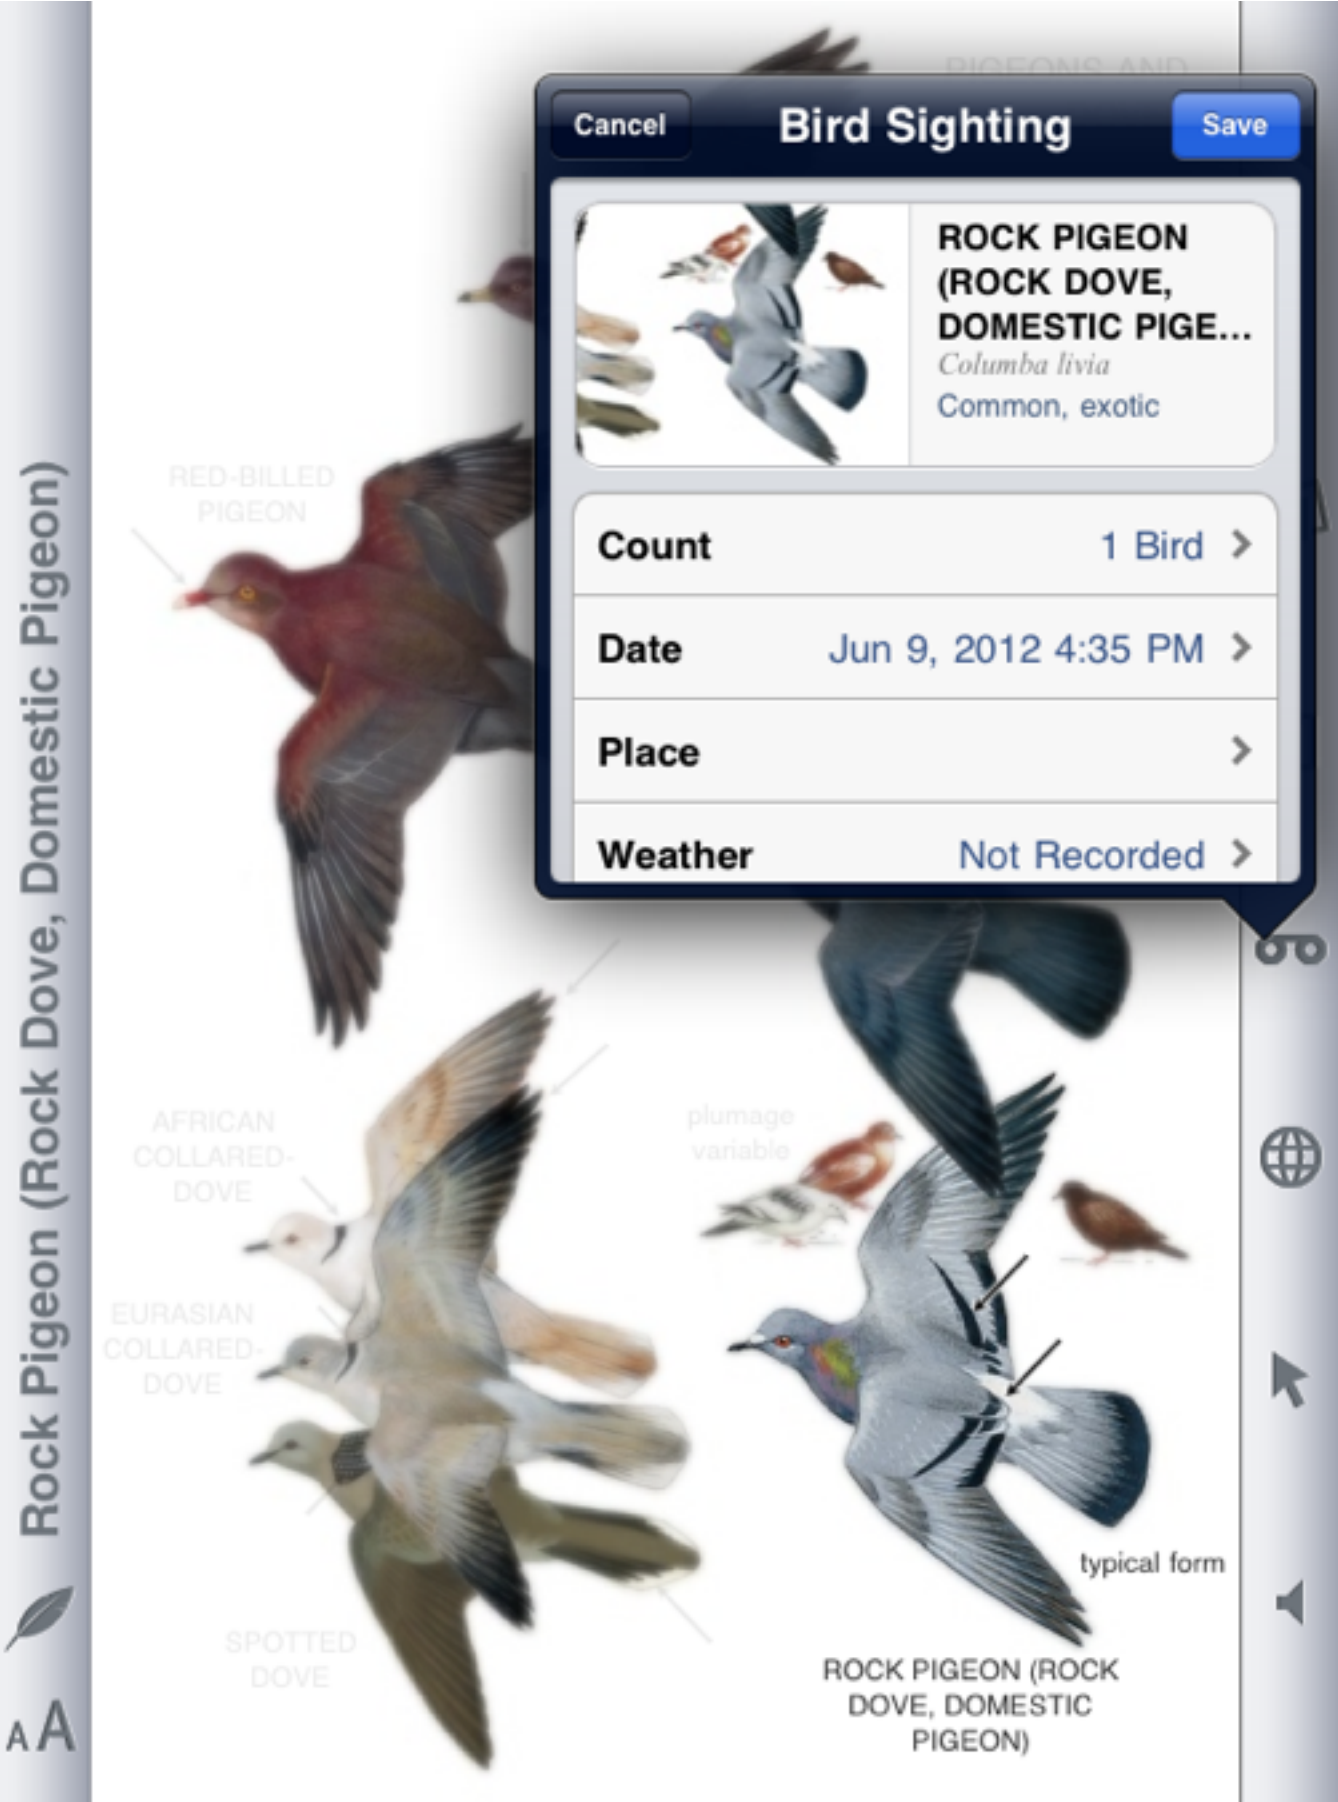 Rock Pigeon (Rock Dove, Domestic Pigeon)
AA
PIGEONS AND
Cancel
Bird Sighting
Save
ROCK PIGEON
(ROCK DOVE,
DOMESTIC PIGE...
Columba livia
Common, exotic
Count 1 Bird
Date Jun 9, 2012 4:35 PM
Place
Weather Not Recorded
RED-BILLED
PIGEON
AFRICAN
COLLARED-
DOVE
EURASIAN
COLLARED-
DOVE
SPOTTED
DOVE
plumage
variable
typical form
ROCK PIGEON (ROCK
DOVE, DOMESTIC
PIGEON)